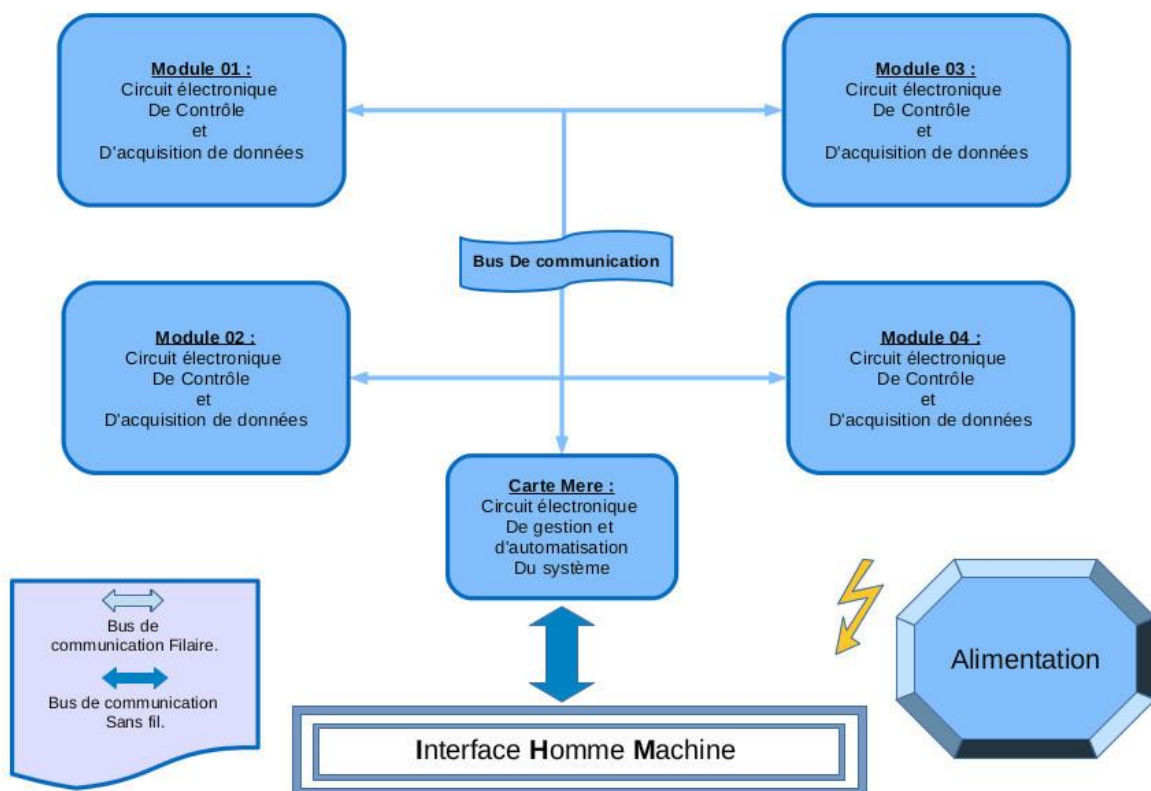 Module 01 :
Circuit électronique
De Contrôle
et
D'acquisition de données
Module 03 :
Circuit électronique
De Contrôle
et
D'acquisition de données
Bus De communication
Module 02 :
Circuit électronique
De Contrôle
et
D'acquisition de données
Module 04 :
Circuit électronique
De Contrôle
et
D'acquisition de données
Carte Mere :
Circuit électronique
De gestion et
d'automatisation
Du système
Bus de
communication Filaire.
Bus de communication
Sans fil.
Alimentation
Interface Homme Machine